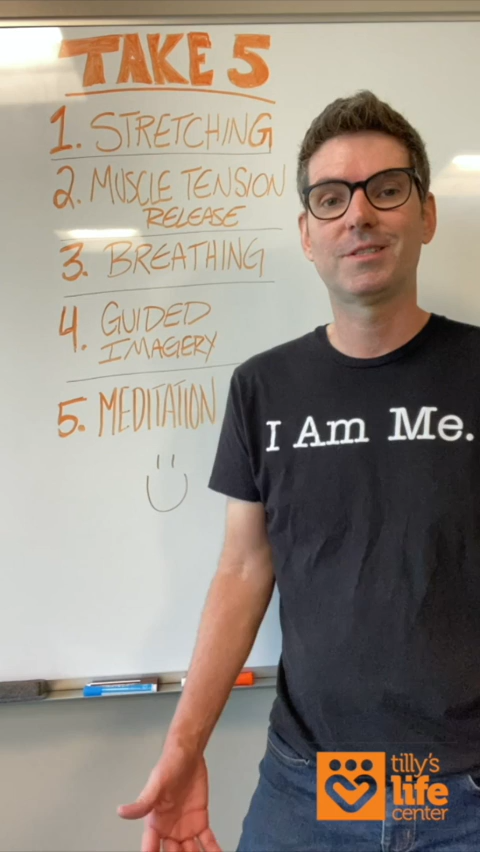 TAKE 5
1. STRETCHING
2. MUSCLE TENSION
RELEASE
3. BREATHING
4. GUIDED
IMAGERY
5. MEDITATION
I Am Me.
tilly's
life
center